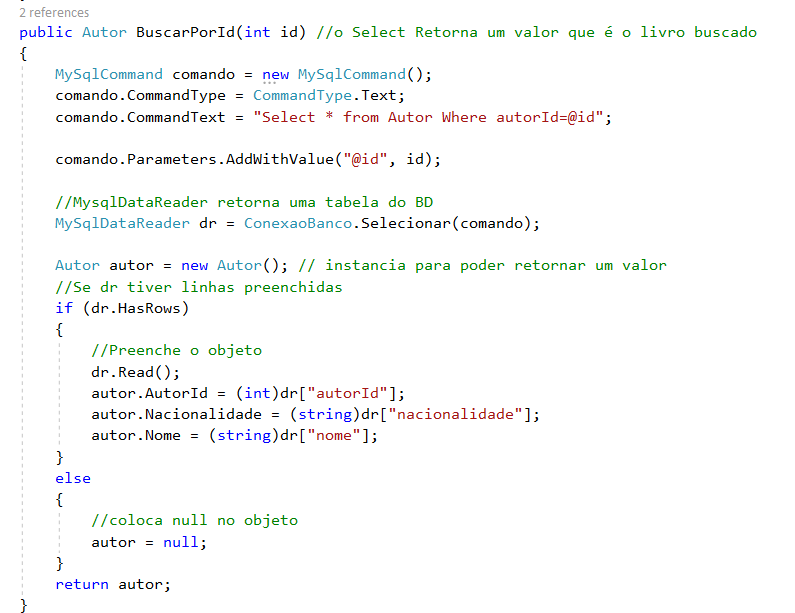 2 references
public Autor BuscarPorId(int id) //o Select Retorna um valor que é o livro buscado
{
MySqlCommand comando = new MySqlCommand();
comando.CommandType = CommandType.Text;
comando.CommandText = "Select * from Autor Where autorId=@id";
comando.Parameters.AddWithValue("@id", id);
//MysqlDataReader retorna uma tabela do BD
MySqlDataReader dr = ConexaoBanco.Selecionar(comando);
Autor autor = new Autor(); // instancia para poder retornar um valor
//Se dr tiver linhas preenchidas
if (dr.HasRows)
{
//Preenche o objeto
dr.Read();
autor.AutorId = (int)dr["autorId"];
autor.Nacionalidade = (string)dr["nacionalidade"];
autor.Nome = (string)dr["nome"];
}
else
{
//coloca null no objeto
autor = null;
}
return autor;
}